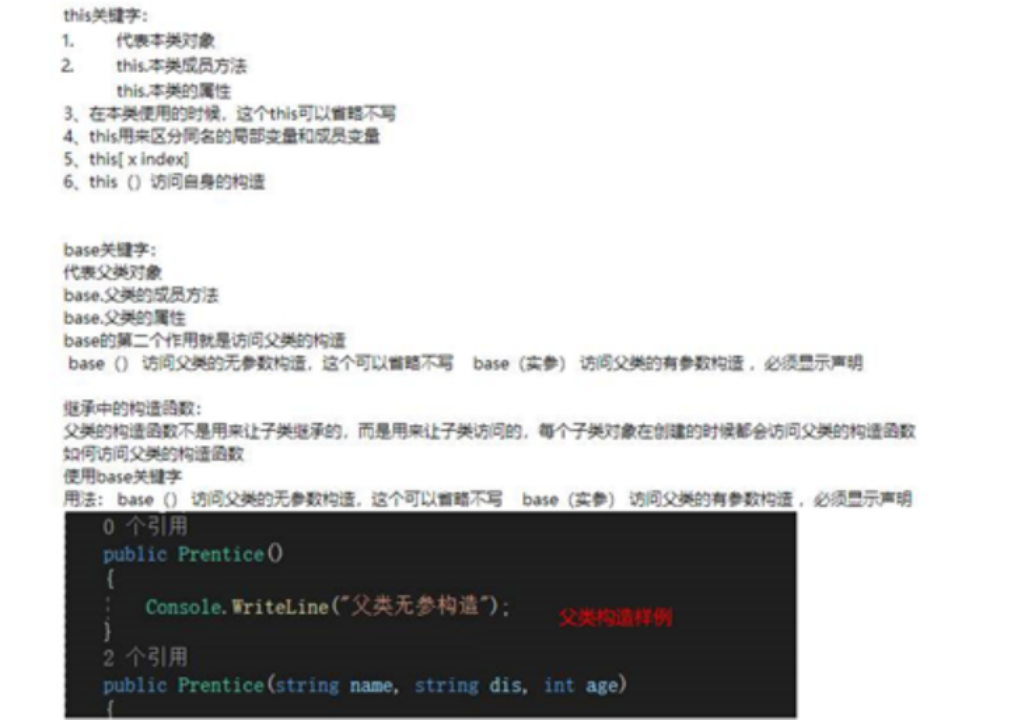 this关键字：
1. 代表本类对象
2. this.本类成员方法
this.本类的属性
3、在本类使用的时候，这个this可以省略不写
4、this用来区分同名的局部变量和成员变量
5、this[ x index]
6、this（）访问自身的构造
base关键字：
代表父类对象
base.父类的成员方法
base.父类的属性
base的第二个作用就是访问父类的构造
base（） 访问父类的无参数构造，这个可以省略不写 base（实参） 访问父类的有参数构造 ，必须显示声明
继承中的构造函数：
父类的构造函数不是用来让子类继承的，而是用来让子类访问的，每个子类对象在创建的时候都会访问父类的构造函数
如何访问父类的构造函数
使用base关键字
用法： base（） 访问父类的无参数构造，这个可以省略不写 base（实参） 访问父类的有参数构造 ，必须显示声明
0 个引用
public Prentice()
{
Console.WriteLine("父类无参构造");
父类构造样例
}
2 个引用
public Prentice(string name, string dis, int age)
{